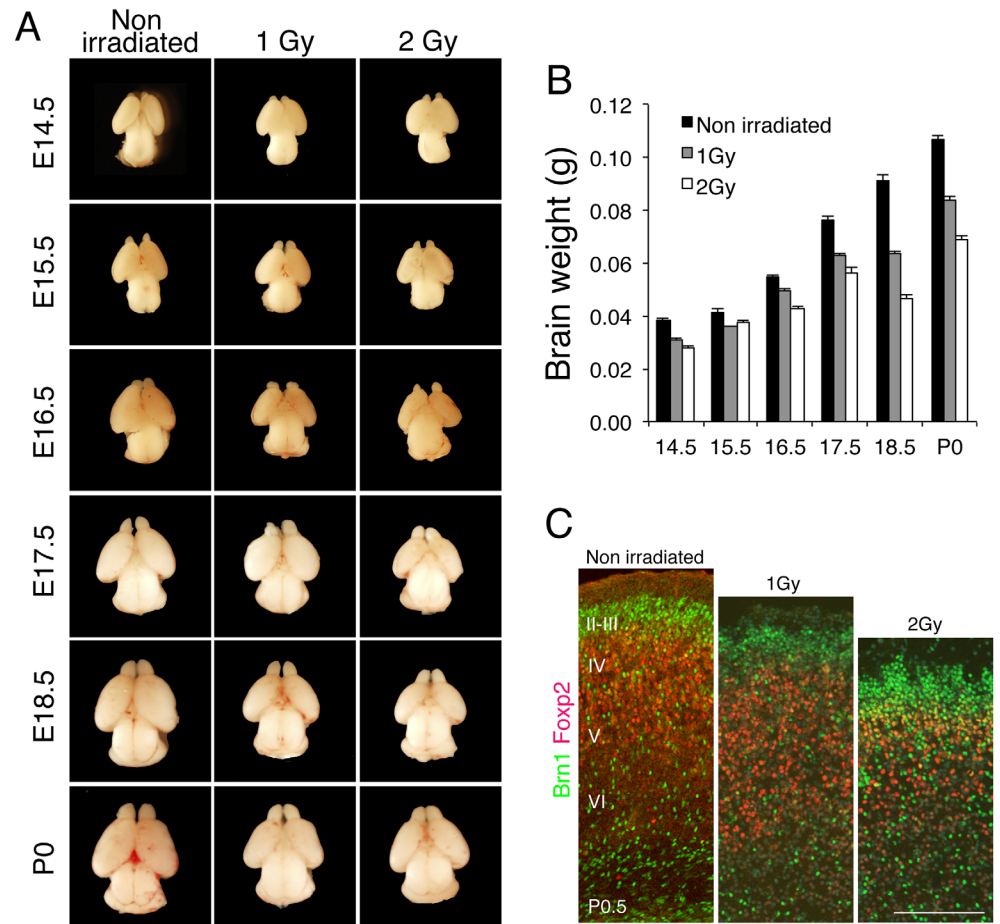 A
Non
irradiated
1 Gy
2 Gy
E14.5
E15.5
E16.5
E17.5
E18.5
P0
B
Brain weight (g)
0.12
0.10
0.08
0.06
0.04
0.02
0.00
Non irradiated
1Gy
2Gy
14.5 15.5 16.5 17.5 18.5 P0
C
Non irradiated
1Gy
2Gy
Brn1 Foxp2
II-III
IV
V
VI
P0.5